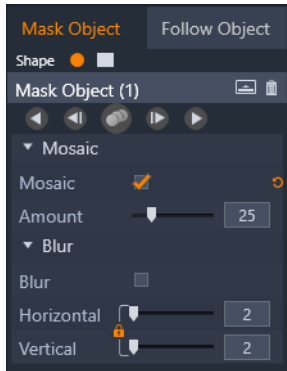 Mask Object Follow Object
Shape
Mask Object (1)
Mosaic
Mosaic
Amount 25
Blur
Blur
Horizontal 2
Vertical 2